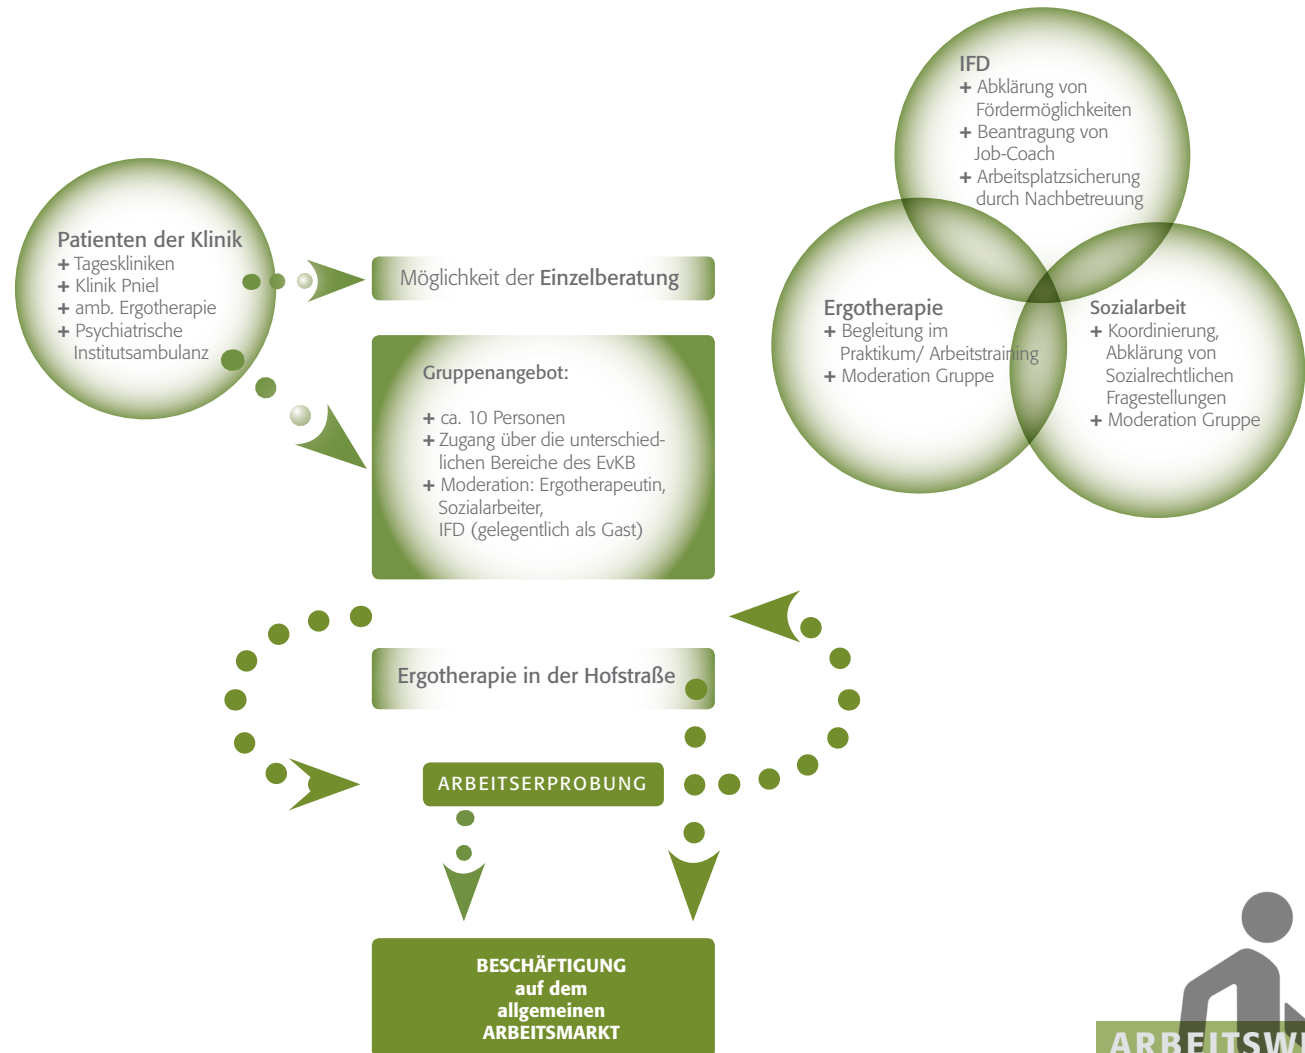 Patienten der Klinik
+ Tageskliniken
+ Klinik Pniel
+ amb. Ergotherapie
+ Psychiatrische
Institutsambulanz
Möglichkeit der Einzelberatung
Gruppenangebot:
+ ca. 10 Personen
+ Zugang über die unterschied-
lichen Bereiche des EvKB
+ Moderation: Ergotherapeutin,
Sozialarbeiter,
IFD (gelegentlich als Gast)
Ergotherapie in der Hofstraße
ARBEITSERPROBUNG
BESCHÄFTIGUNG
auf dem
allgemeinen
ARBEITSMARKT
IFD
+ Abklärung von
Fördermöglichkeiten
+ Beantragung von
Job-Coach
+ Arbeitsplatzsicherung
durch Nachbetreuung
Ergotherapie
+ Begleitung im
Praktikum/ Arbeitstraining
+ Moderation Gruppe
Sozialarbeit
+ Koordinierung,
Abklärung von
Sozialrechtlichen
Fragestellungen
+ Moderation Gruppe